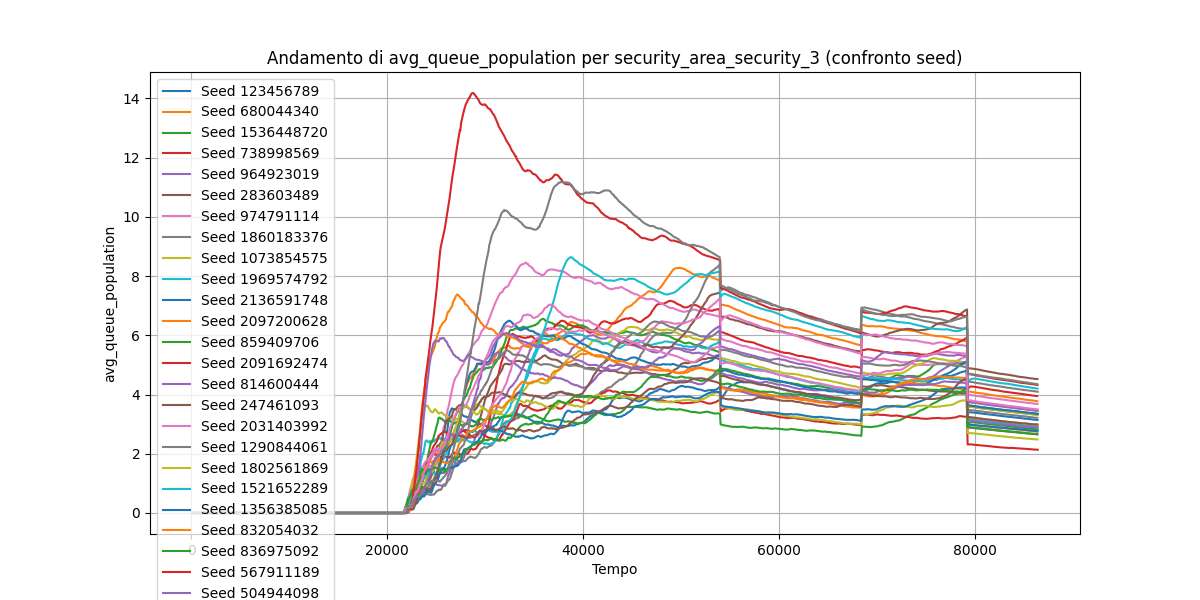 Andamento di avg_queue_population per security_area_security_3 (confronto seed)
avg_queue_population
14
12
10
8
6
4
2
0
Seed 123456789
Seed 680044340
Seed 1536448720
Seed 738998569
Seed 964923019
Seed 283603489
Seed 974791114
Seed 1860183376
Seed 1073854575
Seed 1969574792
Seed 2136591748
Seed 2097200628
Seed 859409706
Seed 2091692474
Seed 814600444
Seed 247461093
Seed 2031403992
Seed 1290844061
Seed 1802561869
Seed 1521652289
Seed 1356385085
Seed 832054032
Seed 836975092
Seed 567911189
Seed 504944098
0
20000
40000
60000
80000
Tempo